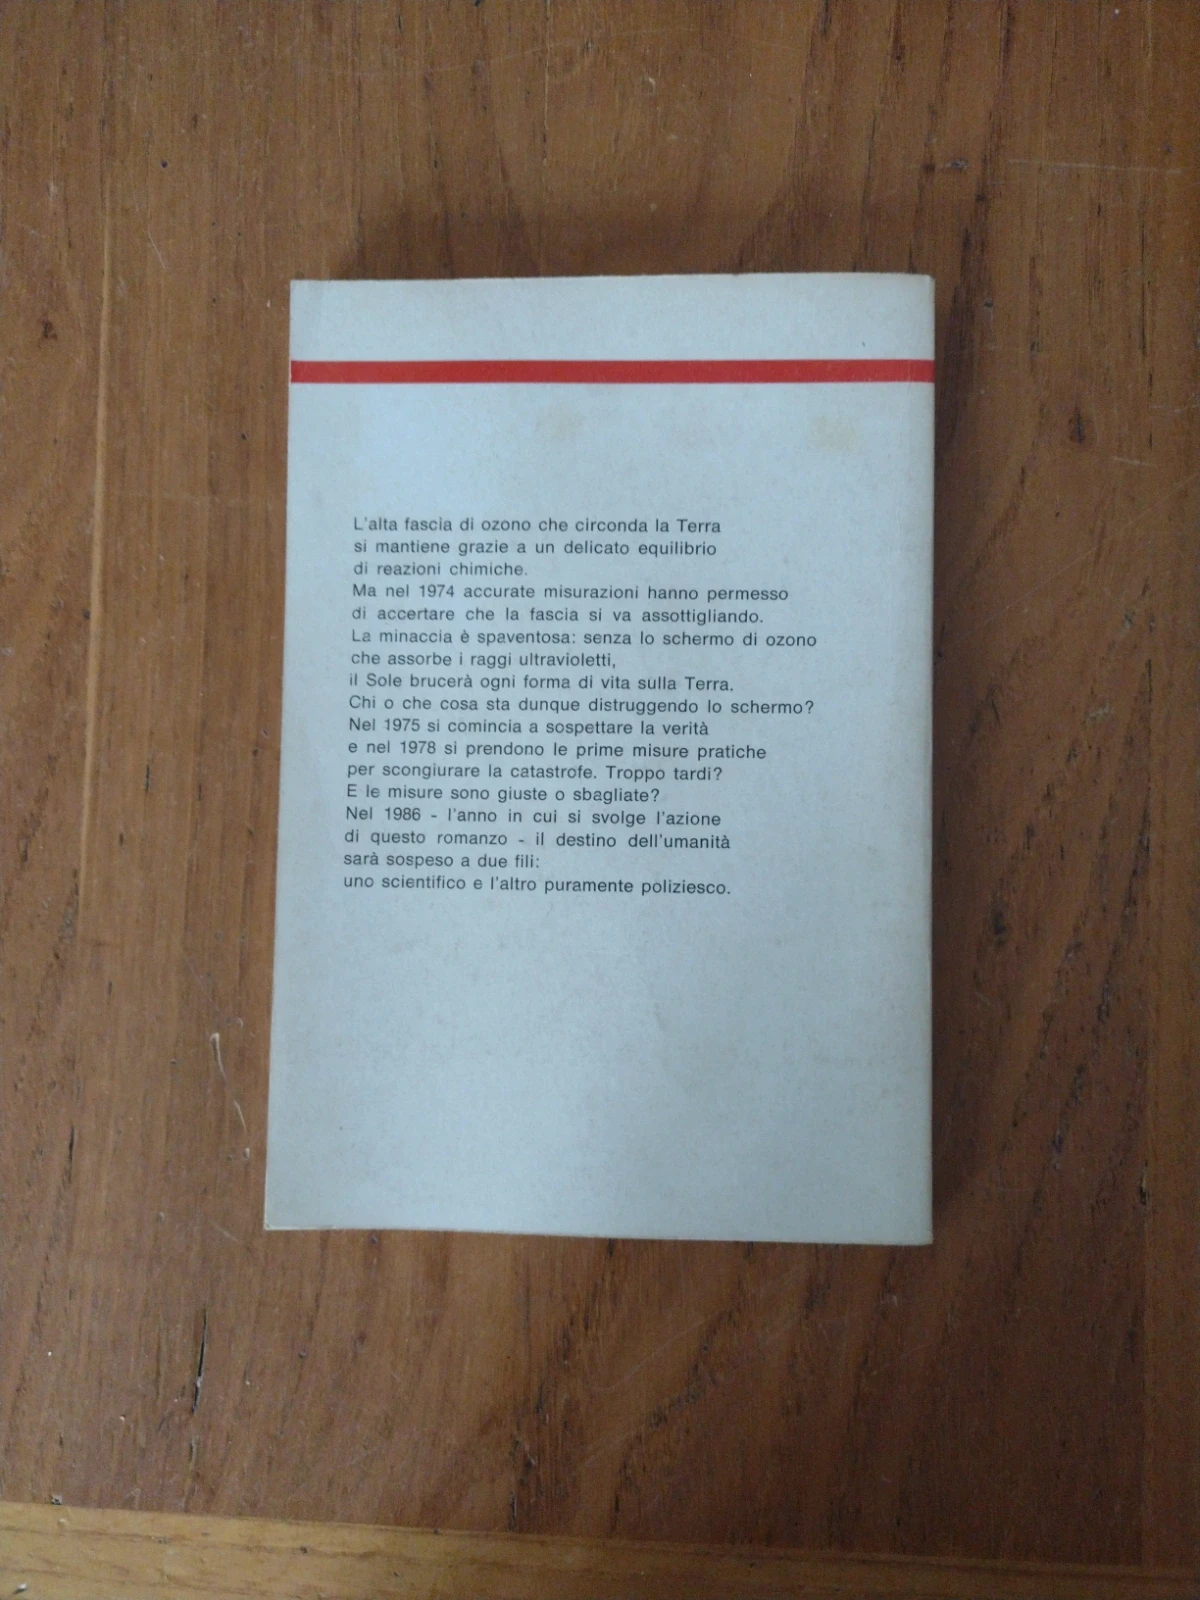 L'alta fascia di ozono che circonda la Terra
si mantiene grazie a un delicato equilibrio
di reazioni chimiche.
Ma nel 1974 accurate misurazioni hanno permesso
di accertare che la fascia si va assottigliando.
La minaccia è spaventosa: senza lo schermo di ozono
che assorbe i raggi ultravioletti,
il Sole brucerà ogni forma di vita sulla Terra.
Chi o che cosa sta dunque distruggendo lo schermo?
Nel 1975 si comincia a sospettare la verità
e nel 1978 si prendono le prime misure pratiche
per scongiurare la catastrofe. Troppo tardi?
E le misure sono giuste o sbagliate?
Nel 1986 - l'anno in cui si svolge l'azione
di questo romanzo - il destino dell'umanità
sarà sospeso a due fili:
uno scientifico e l'altro puramente poliziesco.